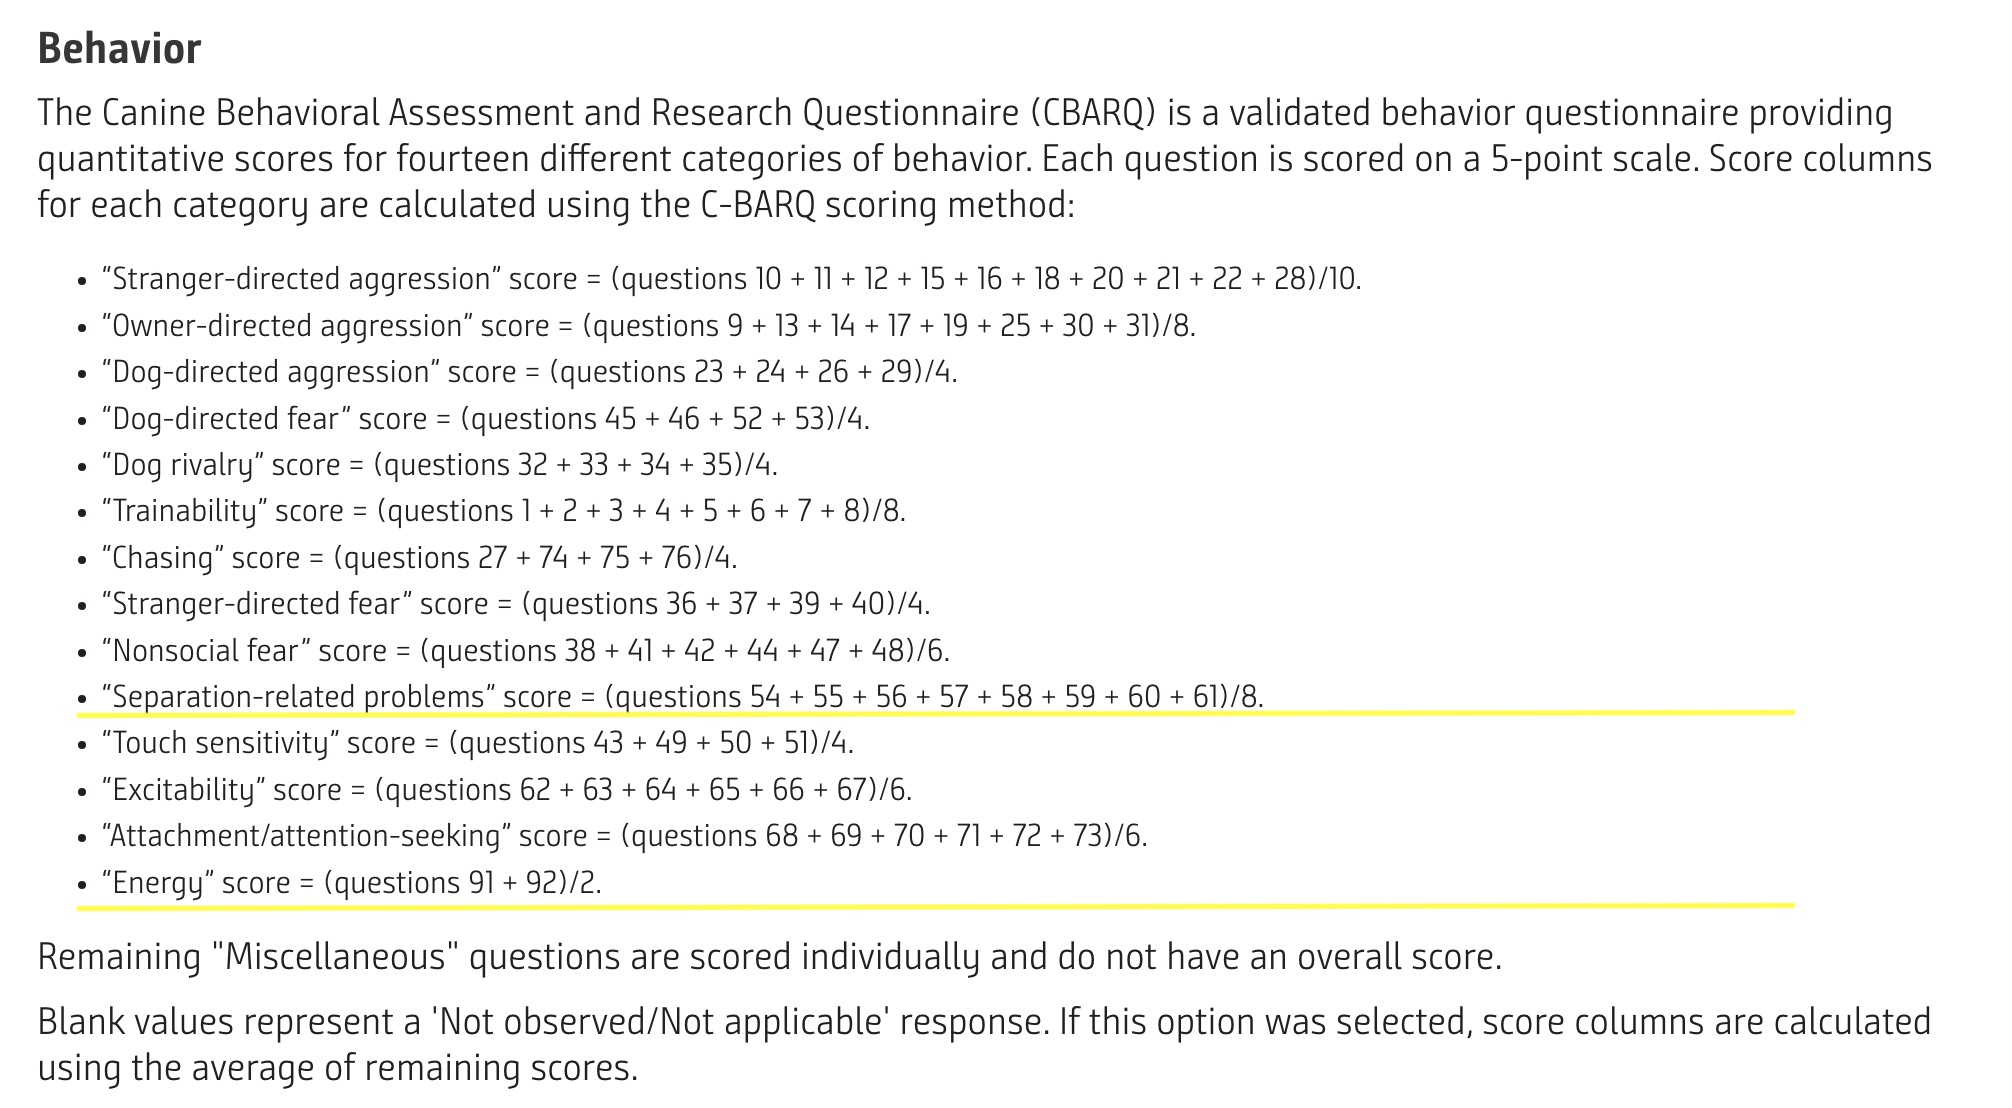 Behavior
The Canine Behavioral Assessment and Research Questionnaire (CBARQ) is a validated behavior questionnaire providing
quantitative scores for fourteen different categories of behavior. Each question is scored on a 5-point scale. Score columns
for each category are calculated using the C-BARQ scoring method:
• “Stranger-directed aggression” score = (questions 10 + 11 + 12 + 15 + 16 + 18 + 20 + 21 + 22 + 28)/10.
• “Owner-directed aggression” score = (questions 9 + 13 + 14 + 17 + 19 + 25 + 30 + 31)/8.
• “Dog-directed aggression” score = (questions 23 + 24 + 26 + 29)/4.
• “Dog-directed fear” score = (questions 45 + 46 + 52 + 53)/4.
• “Dog rivalry” score = (questions 32 + 33 + 34 + 35)/4.
• “Trainability” score = (questions 1 + 2 + 3 + 4 + 5 + 6 + 7 + 8)/8.
• “Chasing” score = (questions 27 + 74 + 75 + 76)/4.
• “Stranger-directed fear” score = (questions 36 + 37 + 39 + 40)/4.
• “Nonsocial fear” score = (questions 38 + 41 + 42 + 44 + 47 + 48)/6.
• “Separation-related problems” score = (questions 54 + 55 + 56 + 57 + 58 + 59 + 60 + 61)/8.
• “Touch sensitivity” score = (questions 43 + 49 + 50 + 51)/4.
• “Excitability” score = (questions 62 + 63 + 64 + 65 + 66 + 67)/6.
• “Attachment/attention-seeking” score = (questions 68 + 69 + 70 + 71 + 72 + 73)/6.
• “Energy” score = (questions 91 + 92)/2.
Remaining "Miscellaneous" questions are scored individually and do not have an overall score.
Blank values represent a 'Not observed/Not applicable' response. If this option was selected, score columns are calculated
using the average of remaining scores.